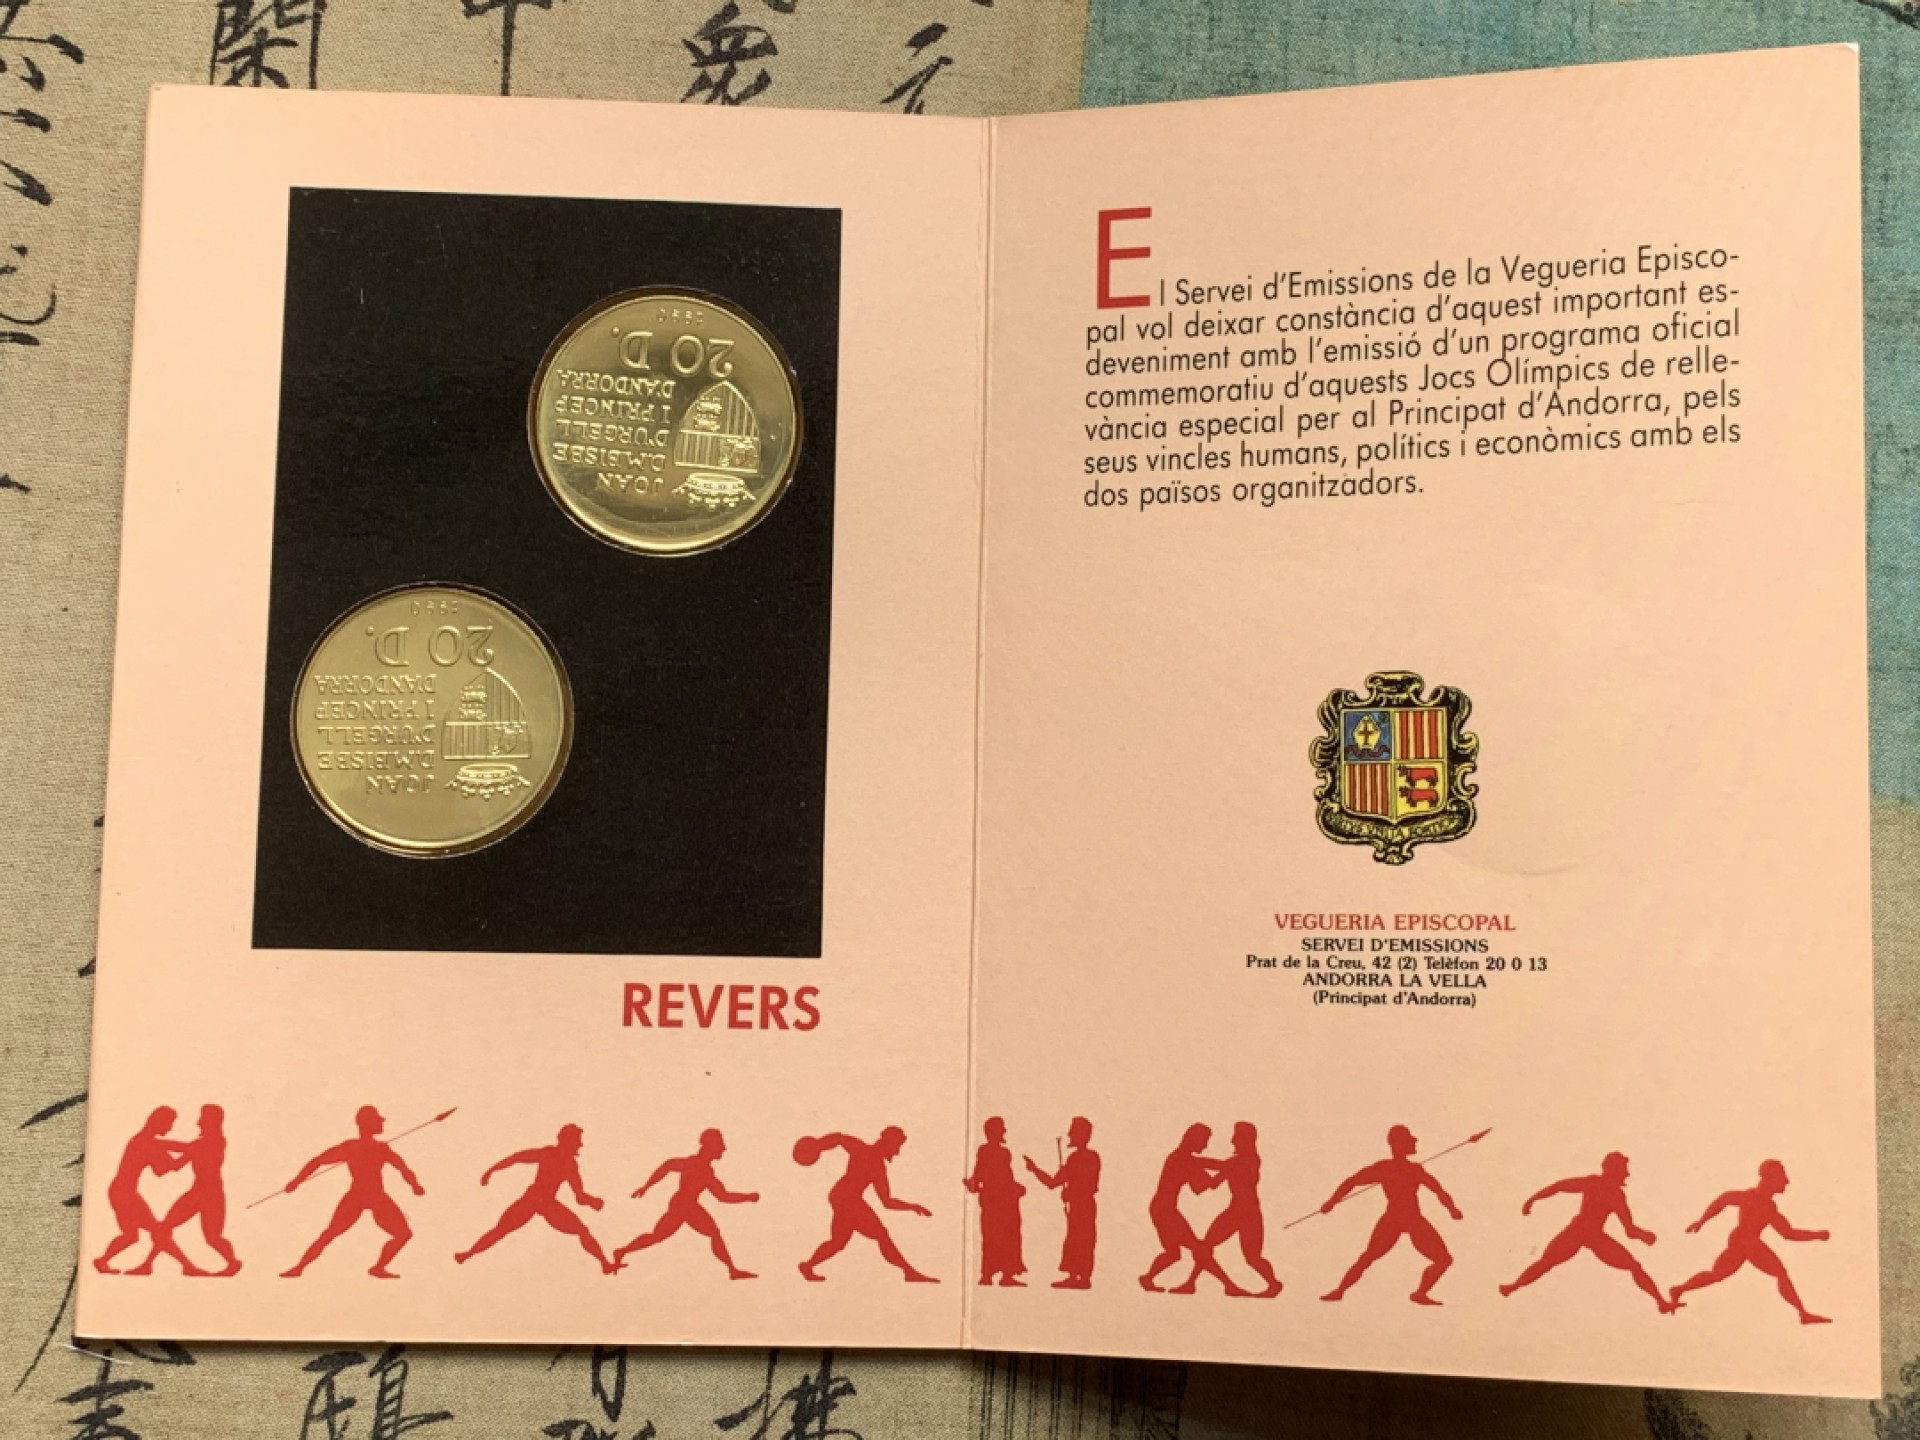 1990
20 D.
JOAN
D.M.BISBE
D'URGELL
I PRINCEP
D'ANDORRA
1990
20 D.
JOAN
D.M.BISBE
D'URGELL
I PRINCEP
D'ANDORRA
REVERS
El Servei d'Emissions de la Vegueria Episco-
pal vol deixar constància d'aquest important es-
deveniment amb l'emissió d'un programa oficial
commemoratiu d'aquests Jocs Olímpics de relle-
vància especial per al Principat d'Andorra, pels
seus vincles humans, polítics i econòmics amb els
dos països organitzadors.
VEGUERIA EPISCOPAL
SERVEI D'EMISSIONS
Prat de la Creu, 42 (2) Telèfon 20 0 13
ANDORRA LA VELLA
(Principat d'Andorra)